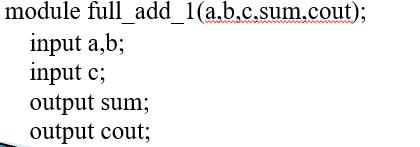 module full_add_1(a,b,c,sum,cout);
input a,b;
input c;
output sum;
output cout;